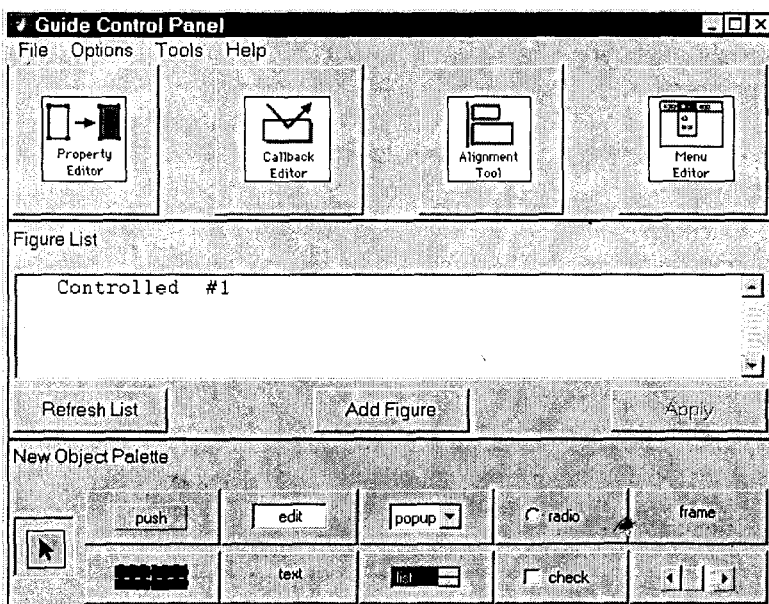 Guide Control Panel
File Options Tools Help
Property Editor
Callback Editor
Alignment Tool
Menu Editor
Figure List
Controlled #1
Refresh List Add Figure Apply
New Object Palette
push edit popup radio frame
text list check